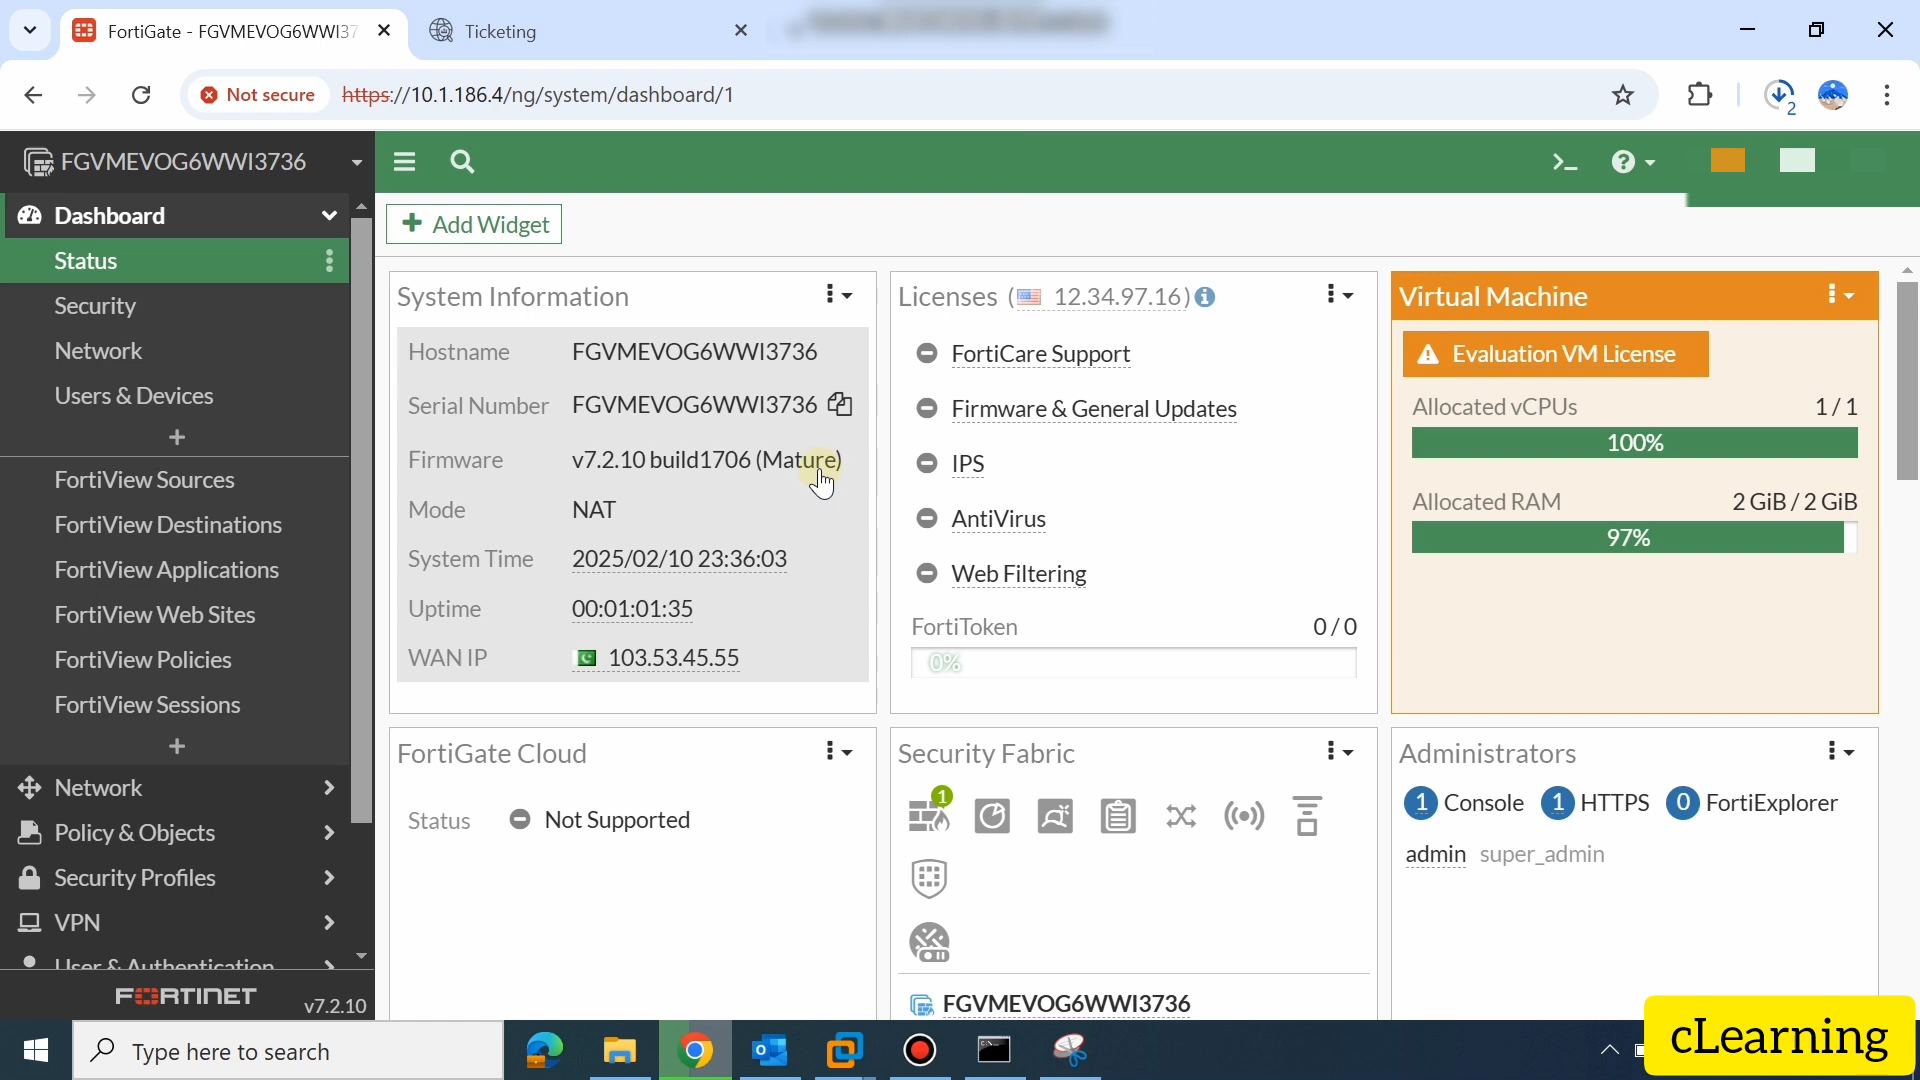 FortiGate - FGVMEVOG6WWI37
Ticketing
Not secure
https://10.1.186.4/ng/system/dashboard/1
2
FGVMEVOG6WWI3736
Dashboard
Status
Security
Network
Users & Devices
FortiView Sources
FortiView Destinations
FortiView Applications
FortiView Web Sites
FortiView Policies
FortiView Sessions
Network
Policy & Objects
Security Profiles
VPN
User & Authentication
FORTINET
v7.2.10
Add Widget
System Information
Hostname FGVMEVOG6WWI3736
Serial Number FGVMEVOG6WWI3736
Firmware v7.2.10 build1706 (Mature)
Mode NAT
System Time 2025/02/10 23:36:03
Uptime 00:01:01:35
WAN IP 103.53.45.55
Licenses (12.34.97.16)
FortiCare Support
Firmware & General Updates
IPS
AntiVirus
Web Filtering
FortiToken 0 / 0
0%
Virtual Machine
Evaluation VM License
Allocated vCPUs 1 / 1
100%
Allocated RAM 2 GiB / 2 GiB
97%
FortiGate Cloud
Status Not Supported
Security Fabric
1
FGVMEVOG6WWI3736
Administrators
1 Console 1 HTTPS 0 FortiExplorer
admin super_admin
Type here to search
cLearning